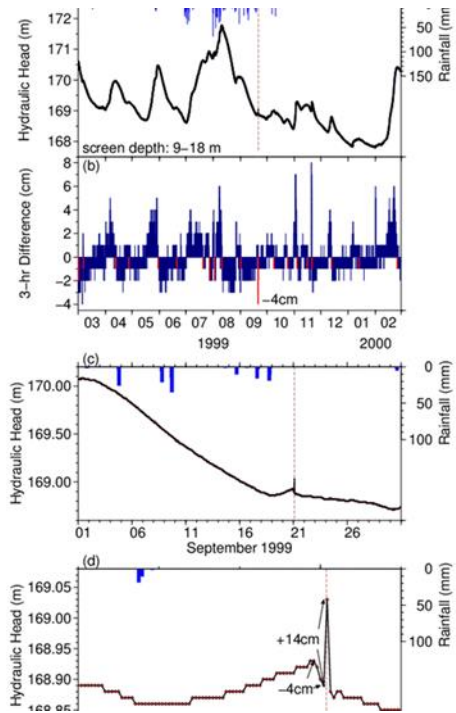 172
171
170
169
168
Hydraulic Head (m)
0
50
100
150
Rainfall (mm)
screen depth: 9−18 m
(b)
8
6
4
2
0
−2
−4
3−hr Difference (cm)
−4cm
03 04 05 06 07 08 09 10 11 12 01 02
1999 2000
(c)
170.00
169.50
169.00
Hydraulic Head (m)
0
50
100
Rainfall (mm)
01 06 11 16 21 26
September 1999
(d)
169.05
169.00
168.95
168.90
168.85
Hydraulic Head (m)
0
50
100
Rainfall (mm)
+14cm
−4cm